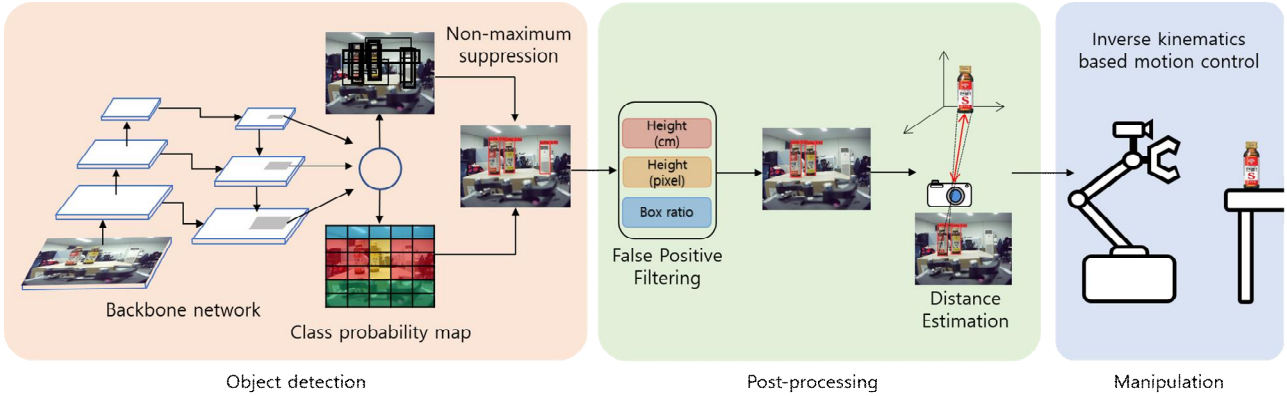 Non-maximum
suppression
Backbone network
Class probability map
Object detection
Height
(cm)
Height
(pixel)
Box ratio
False Positive
Filtering
S
Distance
Estimation
Post-processing
Inverse kinematics
based motion control
S
Manipulation